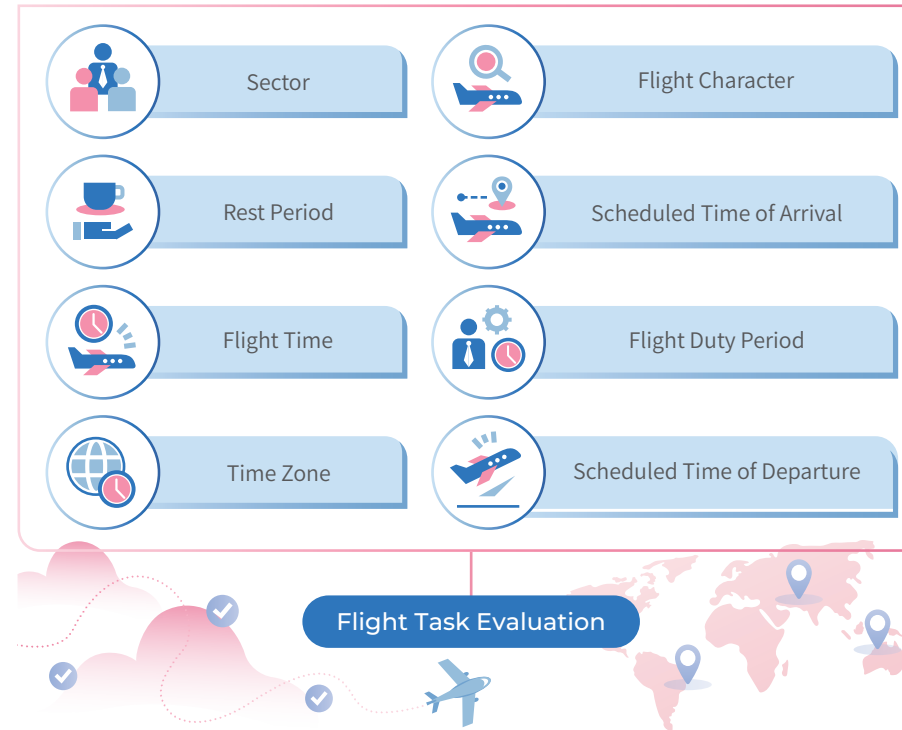 Sector
Flight Character
Rest Period
Scheduled Time of Arrival
Flight Time
Flight Duty Period
Time Zone
Scheduled Time of Departure
Flight Task Evaluation